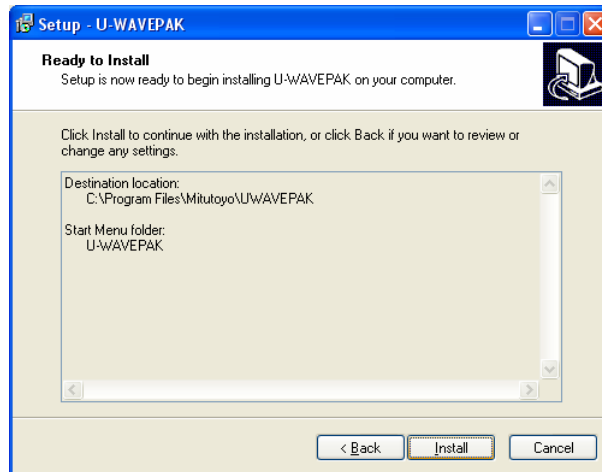 Setup - U-WAVEPAK
Ready to Install
Setup is now ready to begin installing U-WAVEPAK on your computer.
Click Install to continue with the installation, or click Back if you want to review or
change any settings.
Destination location:
C:\Program Files\Mitutoyo\UWAVEPAK
Start Menu folder:
U-WAVEPAK
< Back
Install
Cancel